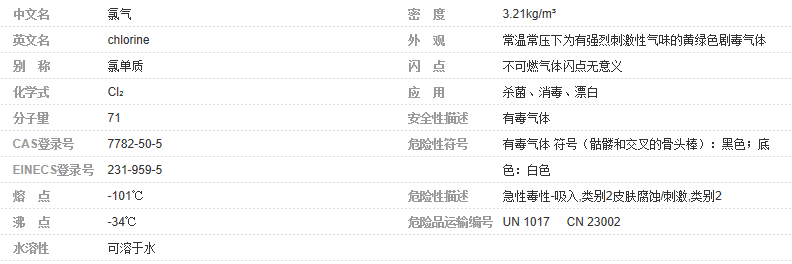 中文名 氯气 密 度 3.21kg/m³
英文名 chlorine 外 观 常温常压下为有强烈刺激性气味的黄绿色剧毒气体
别 称 氯单质 闪 点 不可燃气体闪点无意义
化学式 Cl₂ 应 用 杀菌、消毒、漂白
分子量 71 安全性描述 有毒气体
CAS登录号 7782-50-5 危险性符号 有毒气体 符号（骷髅和交叉的骨头棒）：黑色；底
EINECS登录号 231-959-5 色：白色
熔 点 -101℃ 危险性描述 急性毒性-吸入,类别2皮肤腐蚀/刺激,类别2
沸 点 -34℃ 危险品运输编号 UN 1017 CN 23002
水溶性 可溶于水